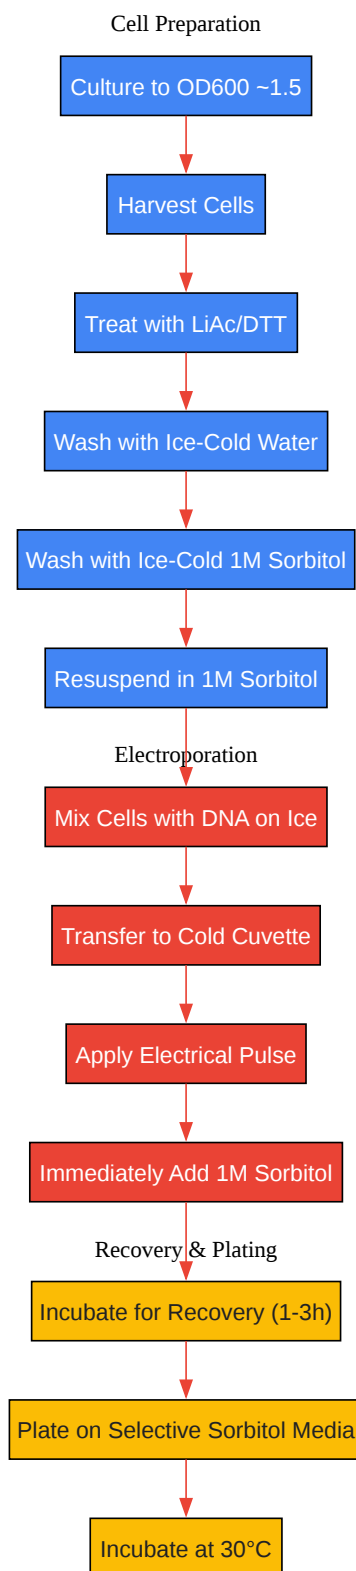 Cell Preparation
Culture to OD600 ~1.5
Harvest Cells
Treat with LiAc/DTT
Wash with Ice-Cold Water
Wash with Ice-Cold 1M Sorbitol
Resuspend in 1M Sorbitol
Electroporation
Mix Cells with DNA on Ice
Transfer to Cold Cuvette
Apply Electrical Pulse
Immediately Add 1M Sorbitol
Recovery & Plating
Incubate for Recovery (1-3h)
Plate on Selective Sorbitol Media
Incubate at 30°C